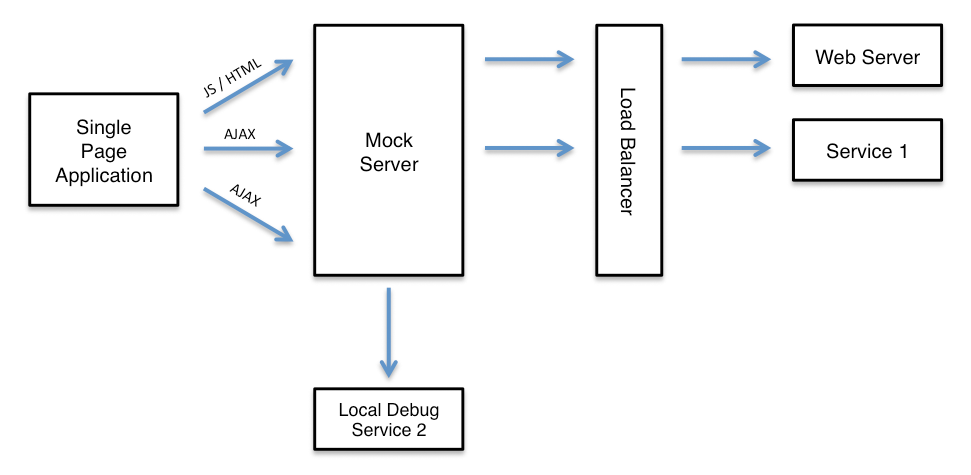 Single
Page
Application
JS / HTML
AJAX
AJAX
Mock
Server
Load Balancer
Web Server
Service 1
Local Debug
Service 2